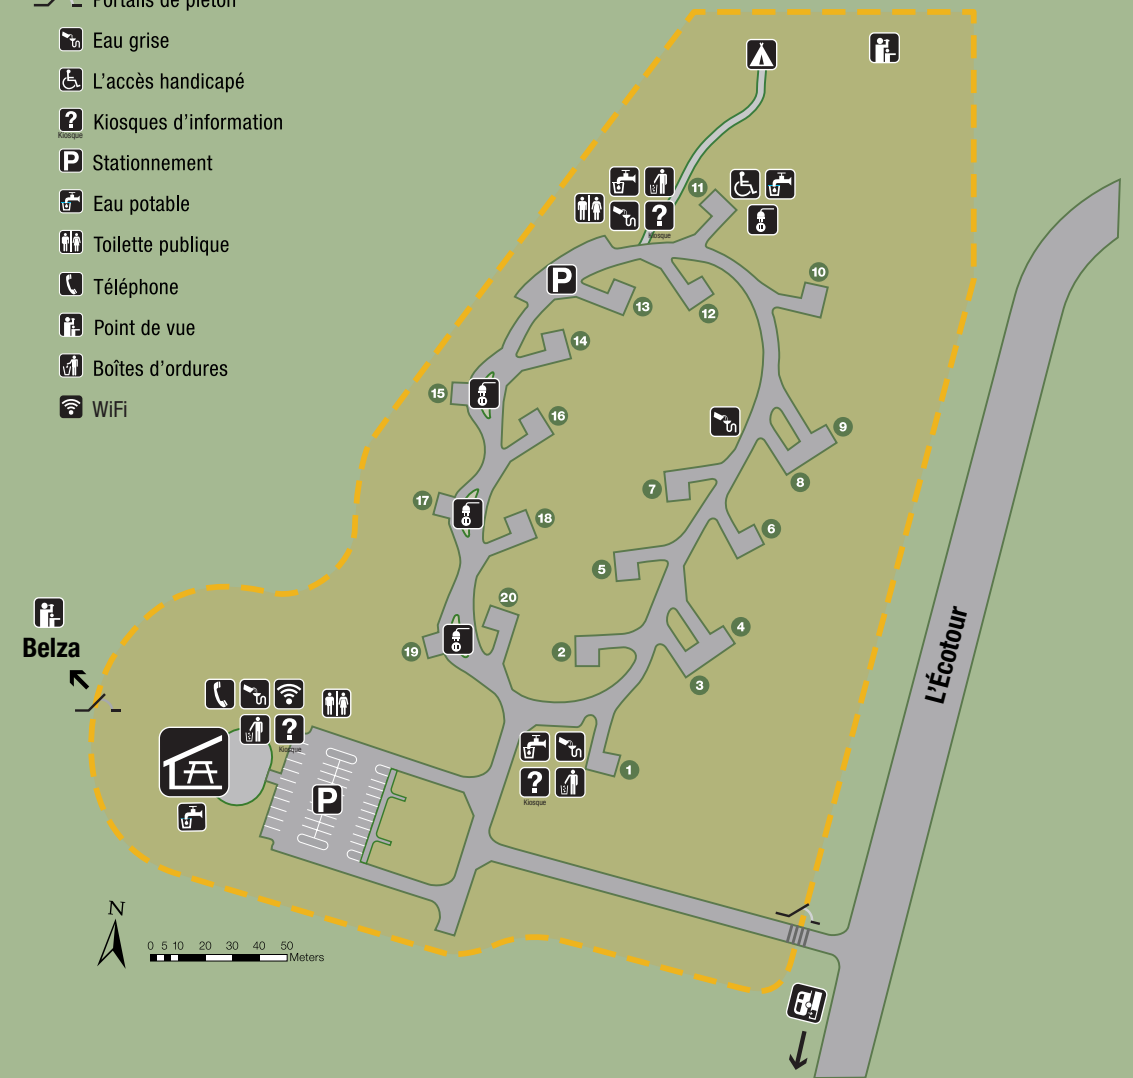 Portails de piéton
Eau grise
L'accès handicapé
? Kiosques d'information
Kiosque
P Stationnement
Eau potable
Toilette publique
Téléphone
Point de vue
Boîtes d'ordures
WiFi
11
?
Kiosque
10
P
13
12
14
15
16
9
8
7
17
18
6
5
20
4
2
19
3
Belza
L'Écotour
?
Kiosque
1
?
Kiosque
P
N
0 5 10 20 30 40 50
Meters